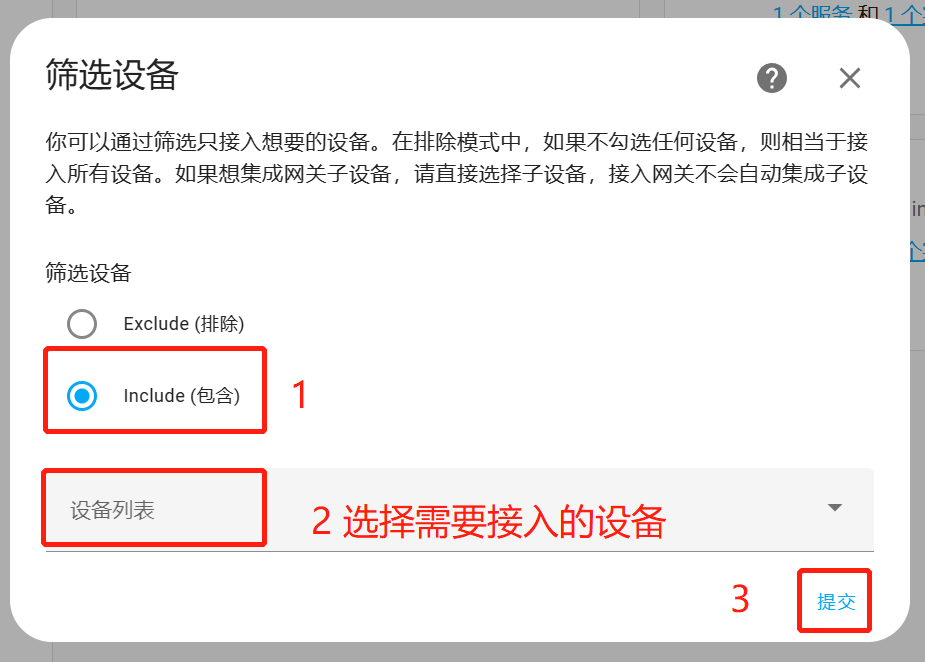 1 个服务 和 1 个
筛选设备
你可以通过筛选只接入想要的设备。在排除模式中，如果不勾选任何设备，则相当于接
入所有设备。如果想集成网关子设备，请直接选择子设备，接入网关不会自动集成子设
备。
in
个
筛选设备
Exclude (排除)
Include (包含)
1
设备列表
2 选择需要接入的设备
3
提交